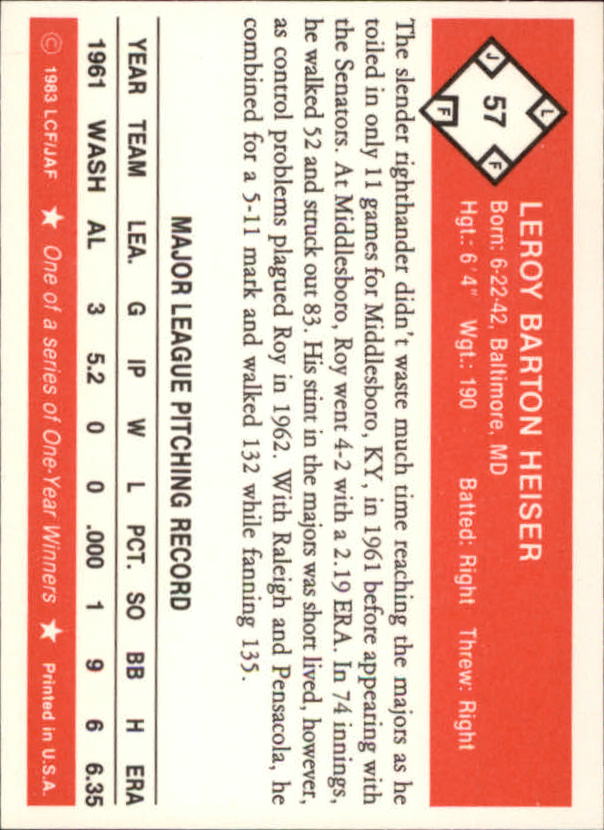 57
L
J
F
F
LEROY BARTON HEISER
Born: 6-22-42, Baltimore, MD
Hgt.: 6'4" Wgt.: 190 Batted: Right Threw: Right
The slender righthander didn't waste much time reaching the majors as he
toiled in only 11 games for Middlesboro, KY, in 1961 before appearing with
the Senators. At Middlesboro, Roy went 4-2 with a 2.19 ERA. In 74 innings,
he walked 52 and struck out 83. His stint in the majors was short lived, however,
as control problems plagued Roy in 1962. With Raleigh and Pensacola, he
combined for a 5-11 mark and walked 132 while fanning 135.
MAJOR LEAGUE PITCHING RECORD
YEAR TEAM LEA. G IP W L PCT. SO BB H ERA
1961 WASH AL 3 5.2 0 0 .000 1 9 6 6.35
© 1983 LCF/JAF ★ One of a series of One-Year Winners ★ Printed in U.S.A.